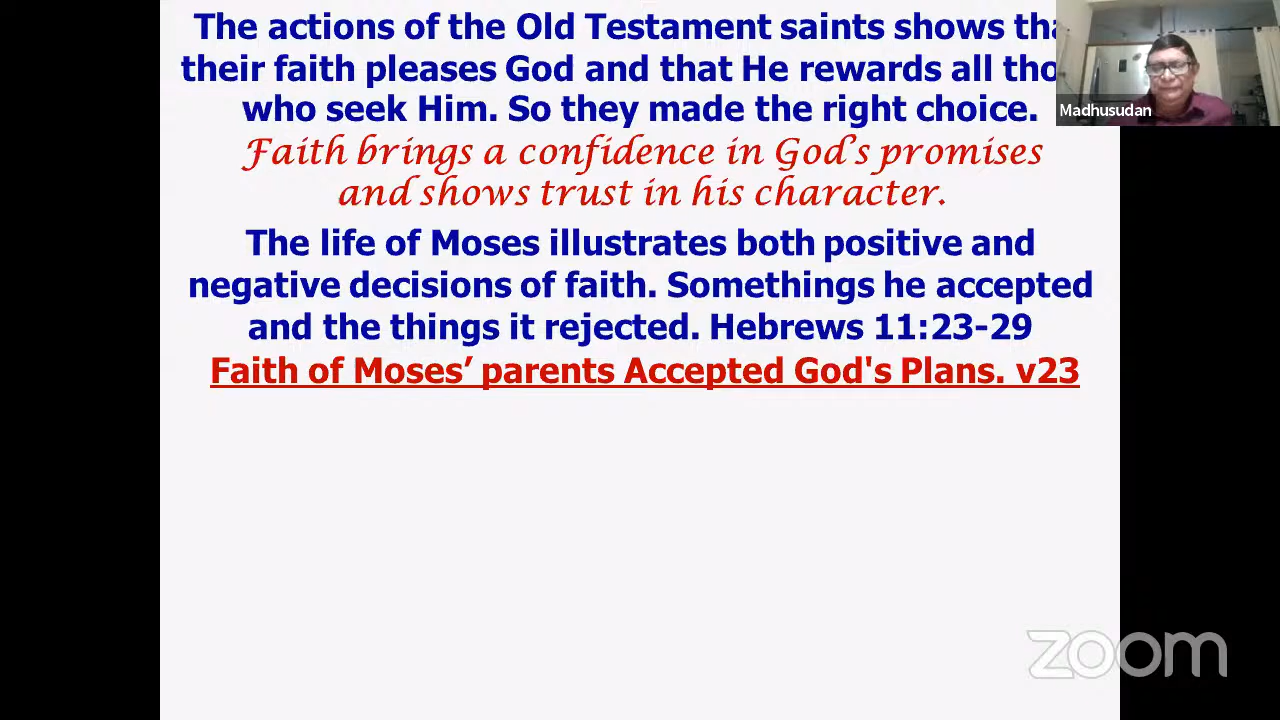 The actions of the Old Testament saints shows
their faith pleases God and that He rewards all
who seek Him. So they made the right choice.
Faith brings a confidence in God's promises
and shows trust in his character.
The life of Moses illustrates both positive and
negative decisions of faith. Somethings he accepted
and the things it rejected. Hebrews 11:23-29
Faith of Moses’ parents Accepted God's Plans. v23
Madhusudan
zoom